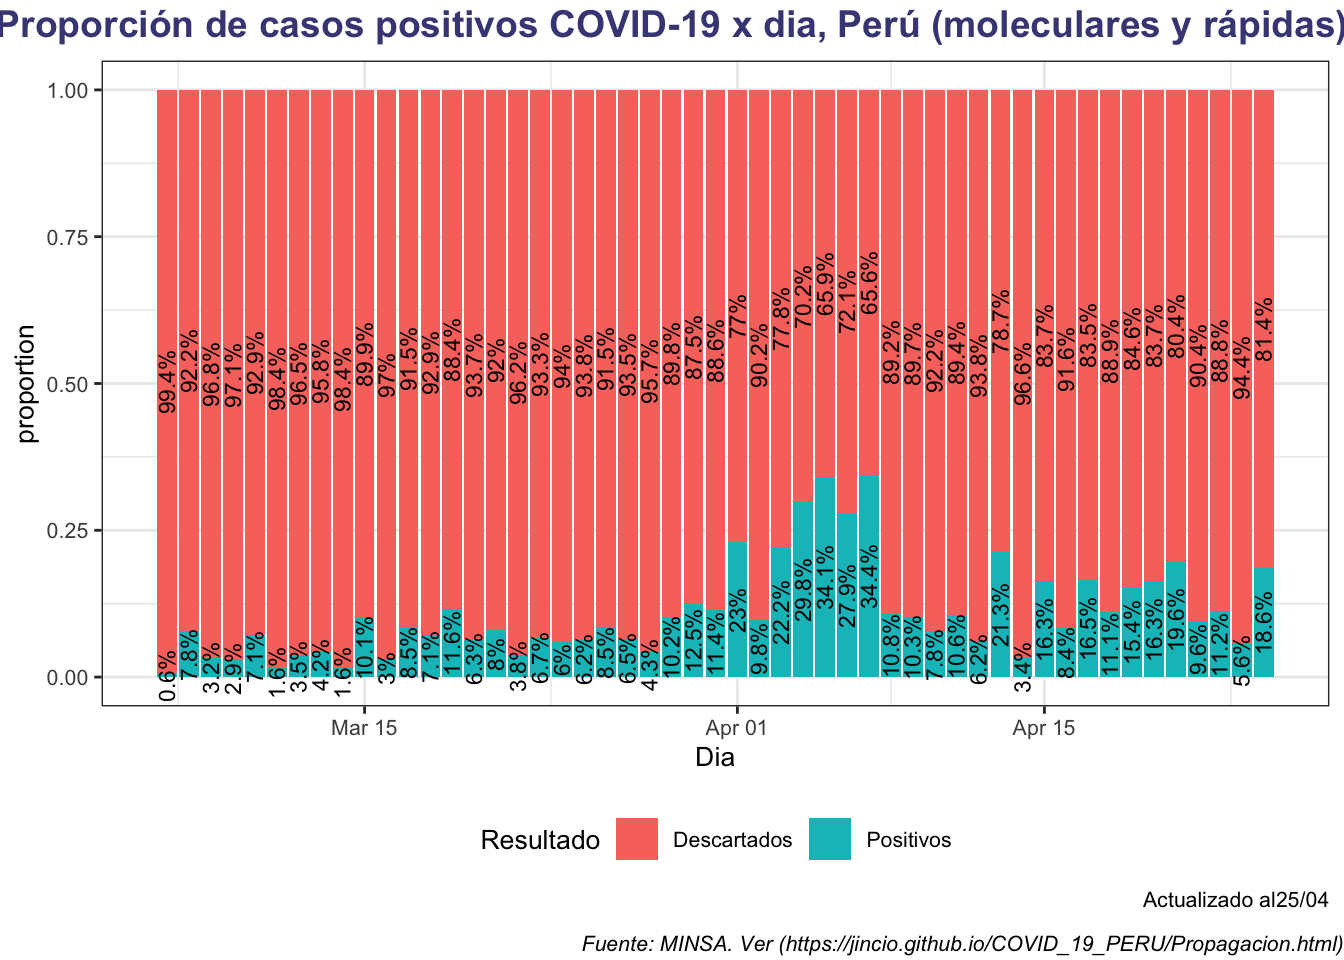 Proporción de casos positivos COVID-19 x dia, Perú (moleculares y rápidas)
1.00
0.75
0.50
0.25
0.00
proportion
99.4% 92.2% 96.8% 97.1% 92.9% 98.4% 96.5% 95.8% 98.4% 89.9% 97% 91.5% 92.9% 88.4% 93.7% 92% 96.2% 93.3% 94% 93.8% 91.5% 93.5% 95.7% 89.8% 87.5% 88.6% 77% 90.2% 77.8% 70.2% 65.9% 72.1% 65.6% 89.2% 89.7% 92.2% 89.4% 93.8% 78.7% 96.6% 83.7% 91.6% 83.5% 88.9% 84.6% 83.7% 80.4% 90.4% 88.8% 94.4% 81.4%
0.6% 7.8% 3.2% 2.9% 7.1% 1.6% 3.5% 4.2% 1.6% 10.1% 3% 8.5% 7.1% 11.6% 6.3% 8% 3.8% 6.7% 6% 6.2% 8.5% 6.5% 4.3% 10.2% 12.5% 11.4% 23% 9.8% 22.2% 29.8% 34.1% 27.9% 34.4% 10.8% 10.3% 7.8% 10.6% 6.2% 21.3% 3.4% 16.3% 8.4% 16.5% 11.1% 15.4% 16.3% 19.6% 9.6% 11.2% 5.6% 18.6%
Mar 15 Apr 01 Apr 15
Dia
Resultado Descartados Positivos
Actualizado al25/04
Fuente: MINSA. Ver (https://jincio.github.io/COVID_19_PERU/Propagacion.html)